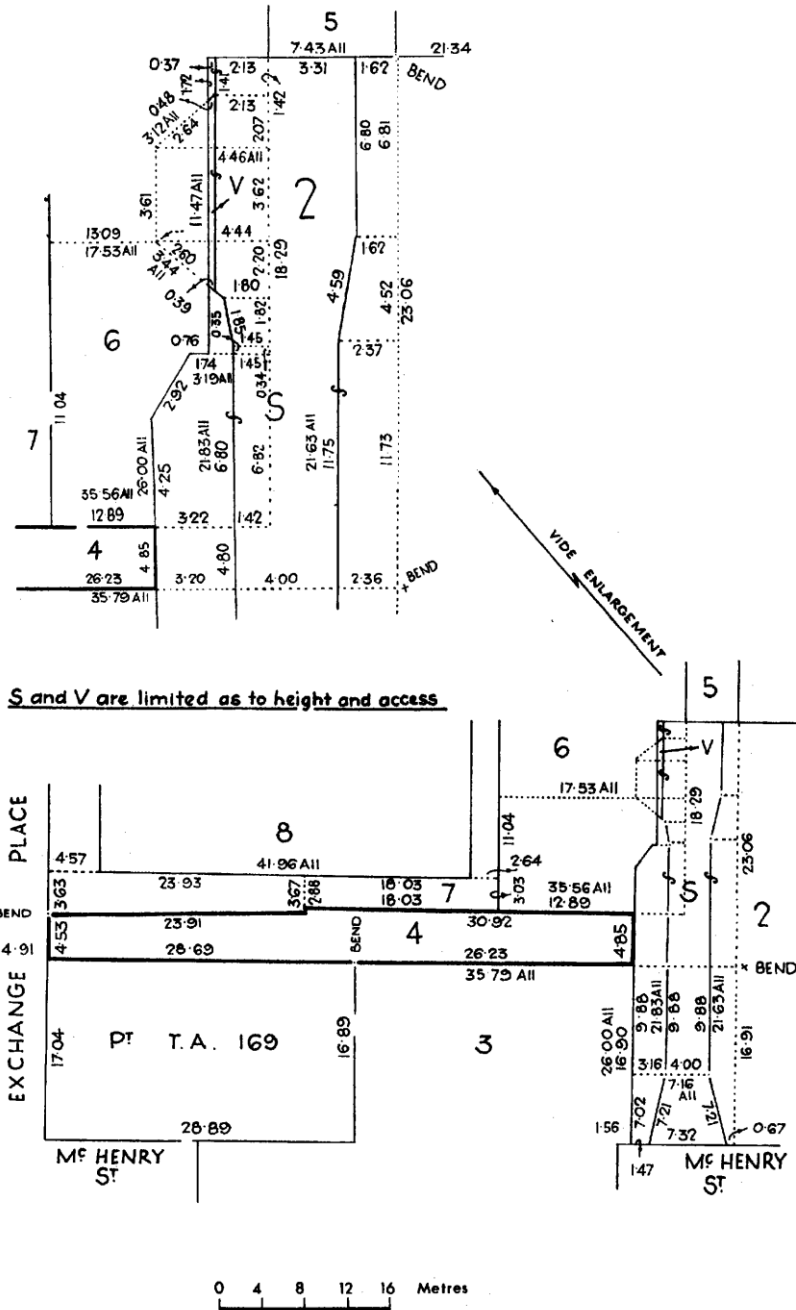 5
7·43 All
21·34
0·37
2·13
3·31
1·62
BEND
1·72
1·41
0·48
2·13
1·42
3·12 All
2·64
2·07
6·80
6·81
4·46 All
3·61
11·47 All
V
3·62
2
13·09
4·44
17·53 All
2·60
3·44
All
2·20
18·29
1·62
0·39
1·80
4·59
4·52
23·06
6
0·35
1·85
1·82
0·76
1·45
2·37
1·74
1·45
3·19 All
0·34
2·92
S
11·04
7
26·00 All
4·25
21·83 All
6·80
6·82
21·63 All
11·75
11·73
35·56 All
12·89
3·22
1·42
4
4·85
4·80
26·23
3·20
4·00
2·36
BEND
35·79 All
VIDE ENLARGEMENT
S and V are limited as to height and access
5
6
V
17·53 All
18·29
PLACE
8
11·04
23·06
4·57
41·96 All
2·64
23·93
3·67
2·88
18·03
7
3·03
35·56 All
S
3·63
18·03
12·89
2
BEND
23·91
30·92
4·91
4·53
BEND
4
4·85
28·69
26·23
BEND
35·79 All
EXCHANGE
17·04
PT T.A. 169
16·89
3
26·00 All
16·90
9·88
21·83 All
9·88
9·88
21·63 All
16·91
3·16
4·00
7·16
All
28·89
1·56
7·02
7·21
7·21
7·32
0·67
Mc HENRY
ST
1·47
Mc HENRY
ST
0 4 8 12 16 Metres